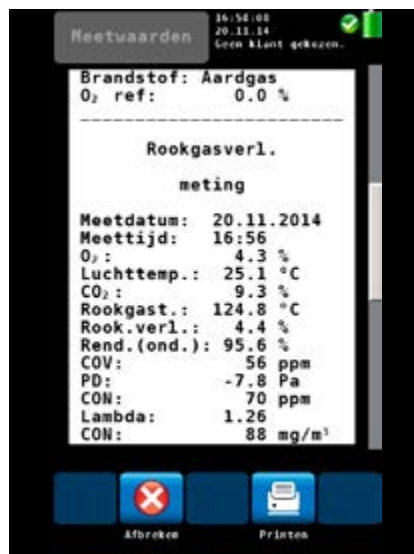 Meetwaarden
16:58:08
20.11.14
Geen klant gekozen.
Brandstof: Aardgas
O₂ ref: 0.0 %
Rookgasverl.
meting
Meetdatum: 20.11.2014
Meettijd: 16:56
O₂: 4.3 %
Luchttemp.: 25.1 °C
CO₂: 9.3 %
Rookgast.: 124.8 °C
Rook.verl.: 4.4 %
Rend.(ond.): 95.6 %
COV: 56 ppm
PD: -7.8 Pa
CON: 70 ppm
Lambda: 1.26
CON: 88 mg/m³
Afbreken
Printen